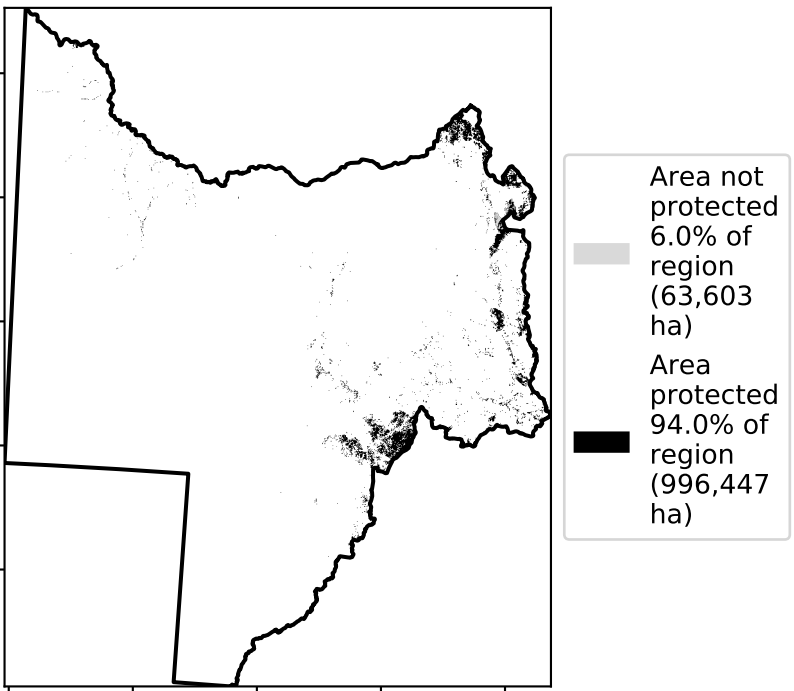 Area not
protected
6.0% of
region
(63,603
ha)
Area
protected
94.0% of
region
(996,447
ha)